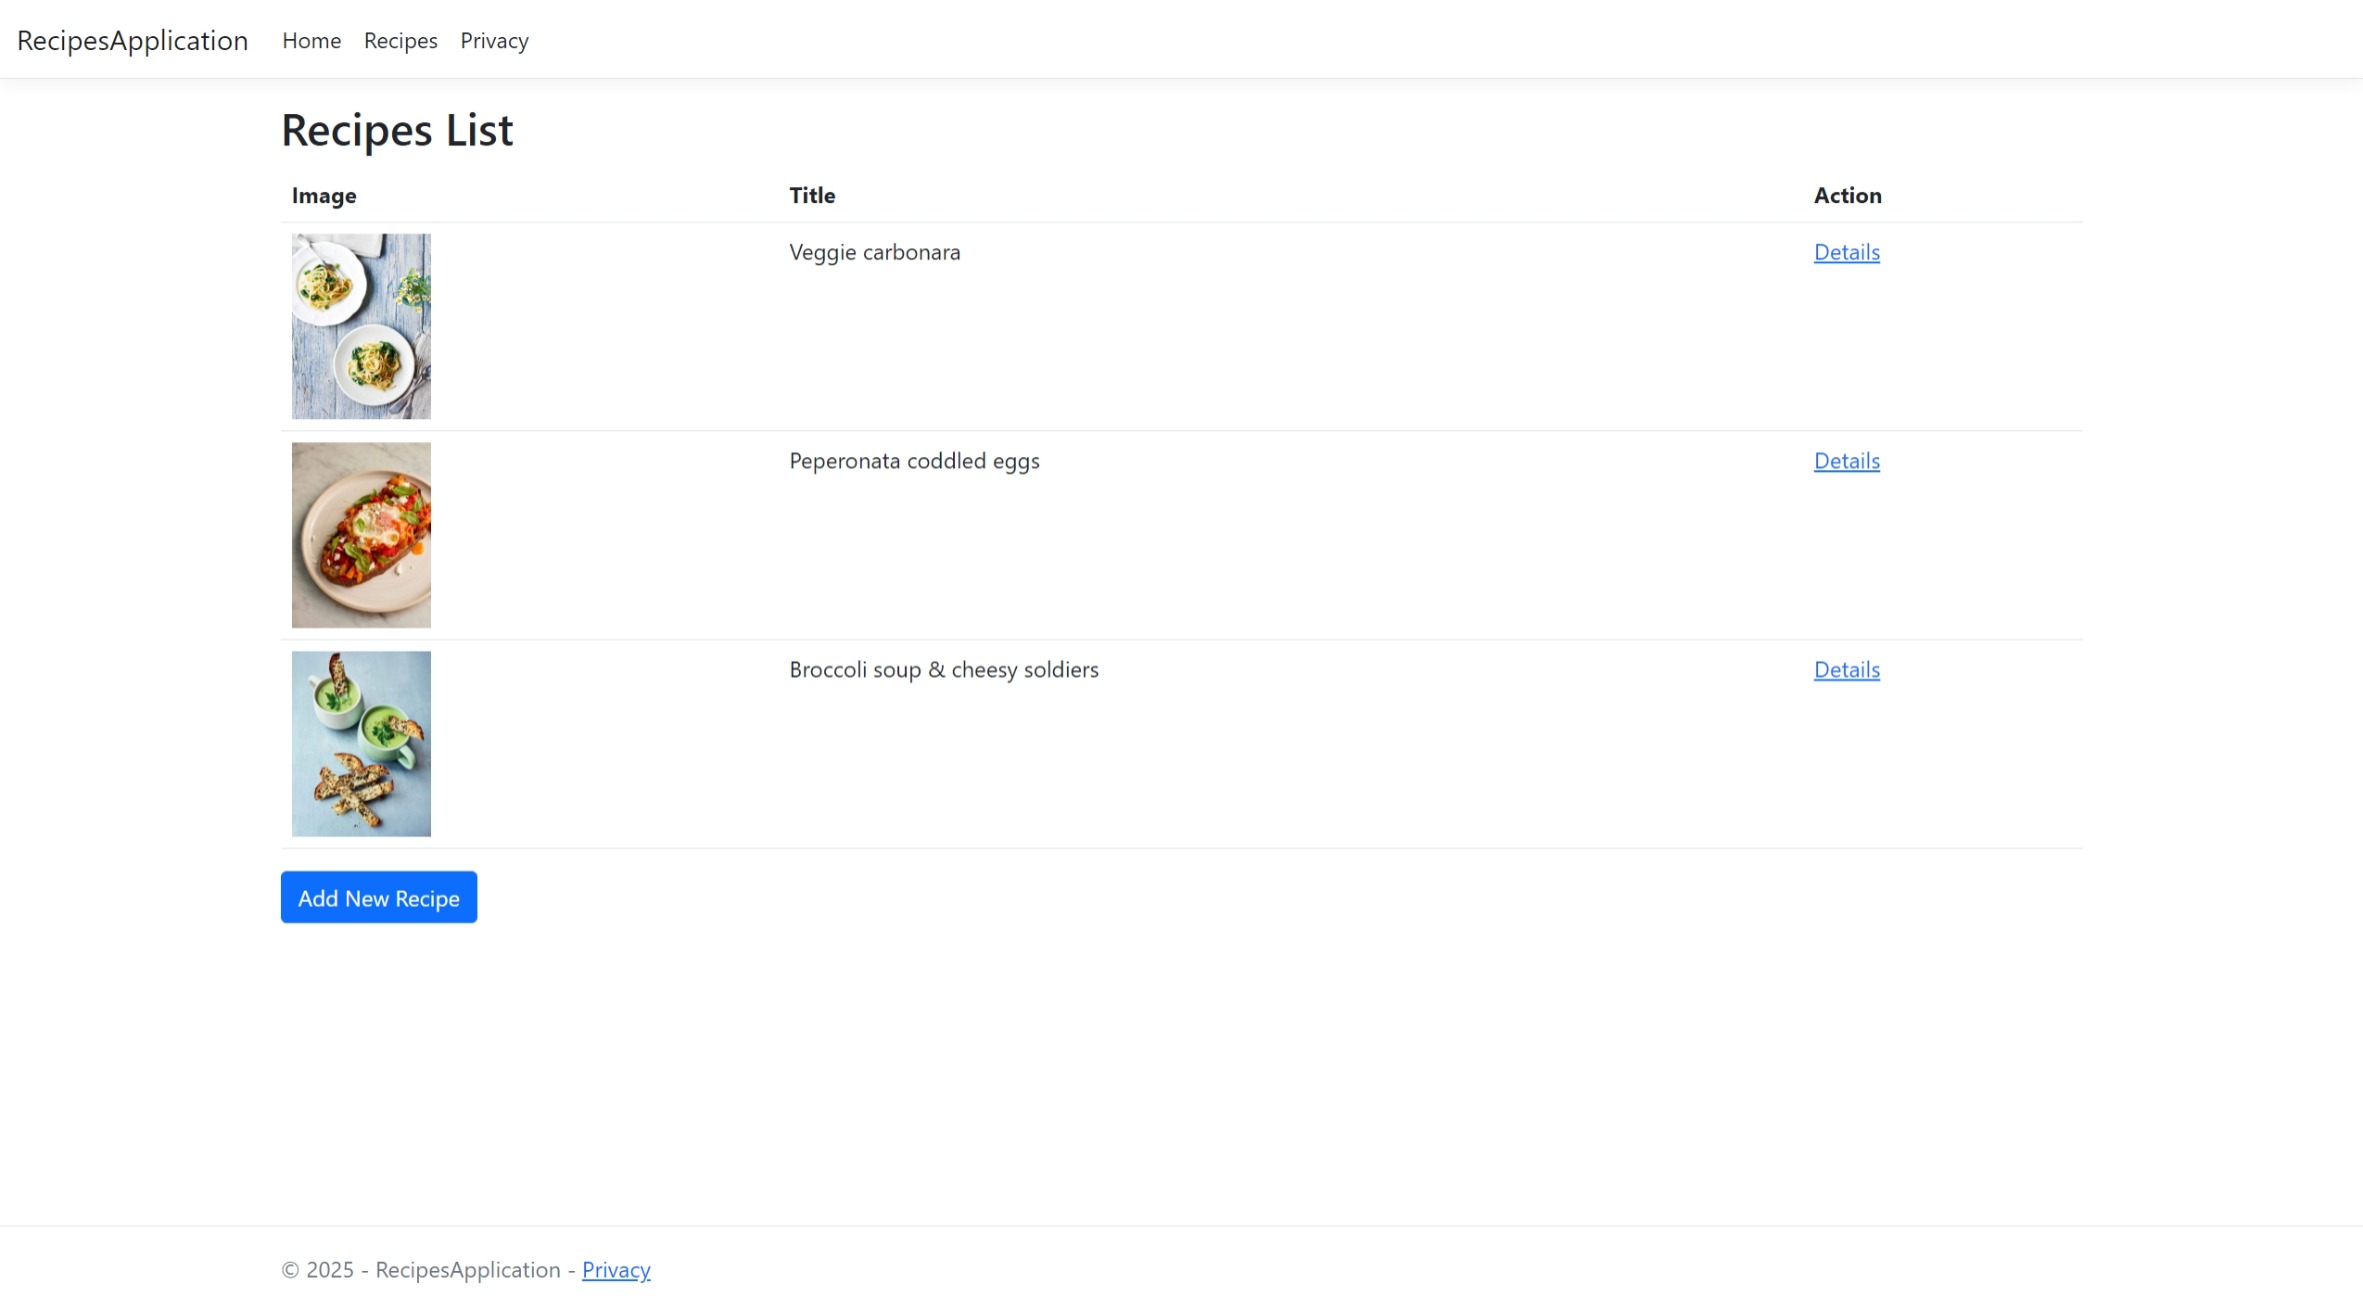 RecipesApplication Home Recipes Privacy
Recipes List
Image Title Action
Veggie carbonara Details
Peperonata coddled eggs Details
Broccoli soup & cheesy soldiers Details
Add New Recipe
© 2025 - RecipesApplication - Privacy